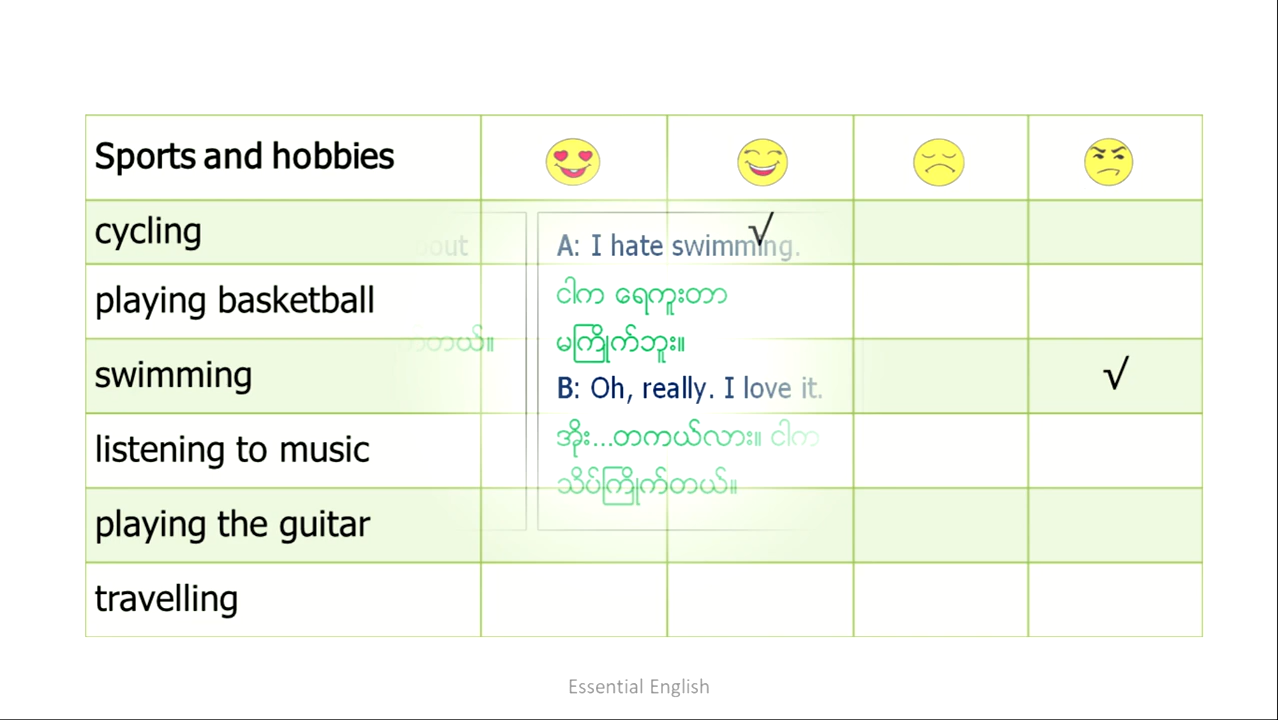 Sports and hobbies
cycling
√
playing basketball
swimming
√
listening to music
playing the guitar
travelling
A: I hate swimming.
ငါက ရေကူးတာ
မကြိုက်ဘူး။
B: Oh, really. I love it.
အိုး...တကယ်လား။ ငါက
သိပ်ကြိုက်တယ်။
Essential English